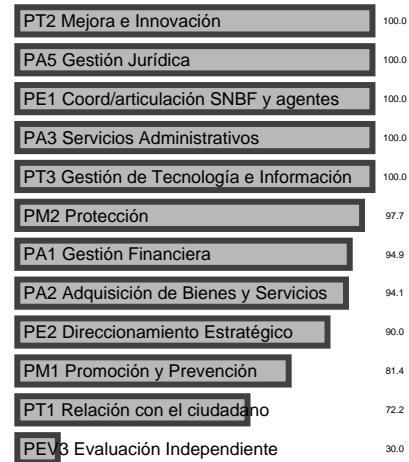 PT2 Mejora e Innovación 100.0
PA5 Gestión Jurídica 100.0
PE1 Coord/articulación SNBF y agentes 100.0
PA3 Servicios Administrativos 100.0
PT3 Gestión de Tecnología e Información 100.0
PM2 Protección 97.7
PA1 Gestión Financiera 94.9
PA2 Adquisición de Bienes y Servicios 94.1
PE2 Direccionamiento Estratégico 90.0
PM1 Promoción y Prevención 81.4
PT1 Relación con el ciudadano 72.2
PEV3 Evaluación Independiente 30.0